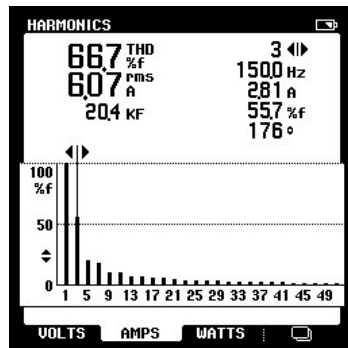 HARMONICS
66.7 THD %f
6.07 rms A
20.4 KF
3
150.0 Hz
2.81 A
55.7 %f
176°
100
%f
50
0
1 5 9 13 17 21 25 29 33 37 41 45 49
VOLTS AMPS WATTS